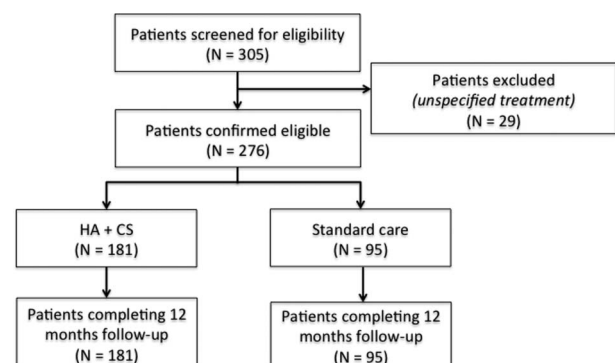 Patients screened for eligibility
(N = 305)
Patients excluded
(unspecified treatment)
(N = 29)
Patients confirmed eligible
(N = 276)
HA + CS
(N = 181)
Standard care
(N = 95)
Patients completing 12
months follow-up
(N = 181)
Patients completing 12
months follow-up
(N = 95)